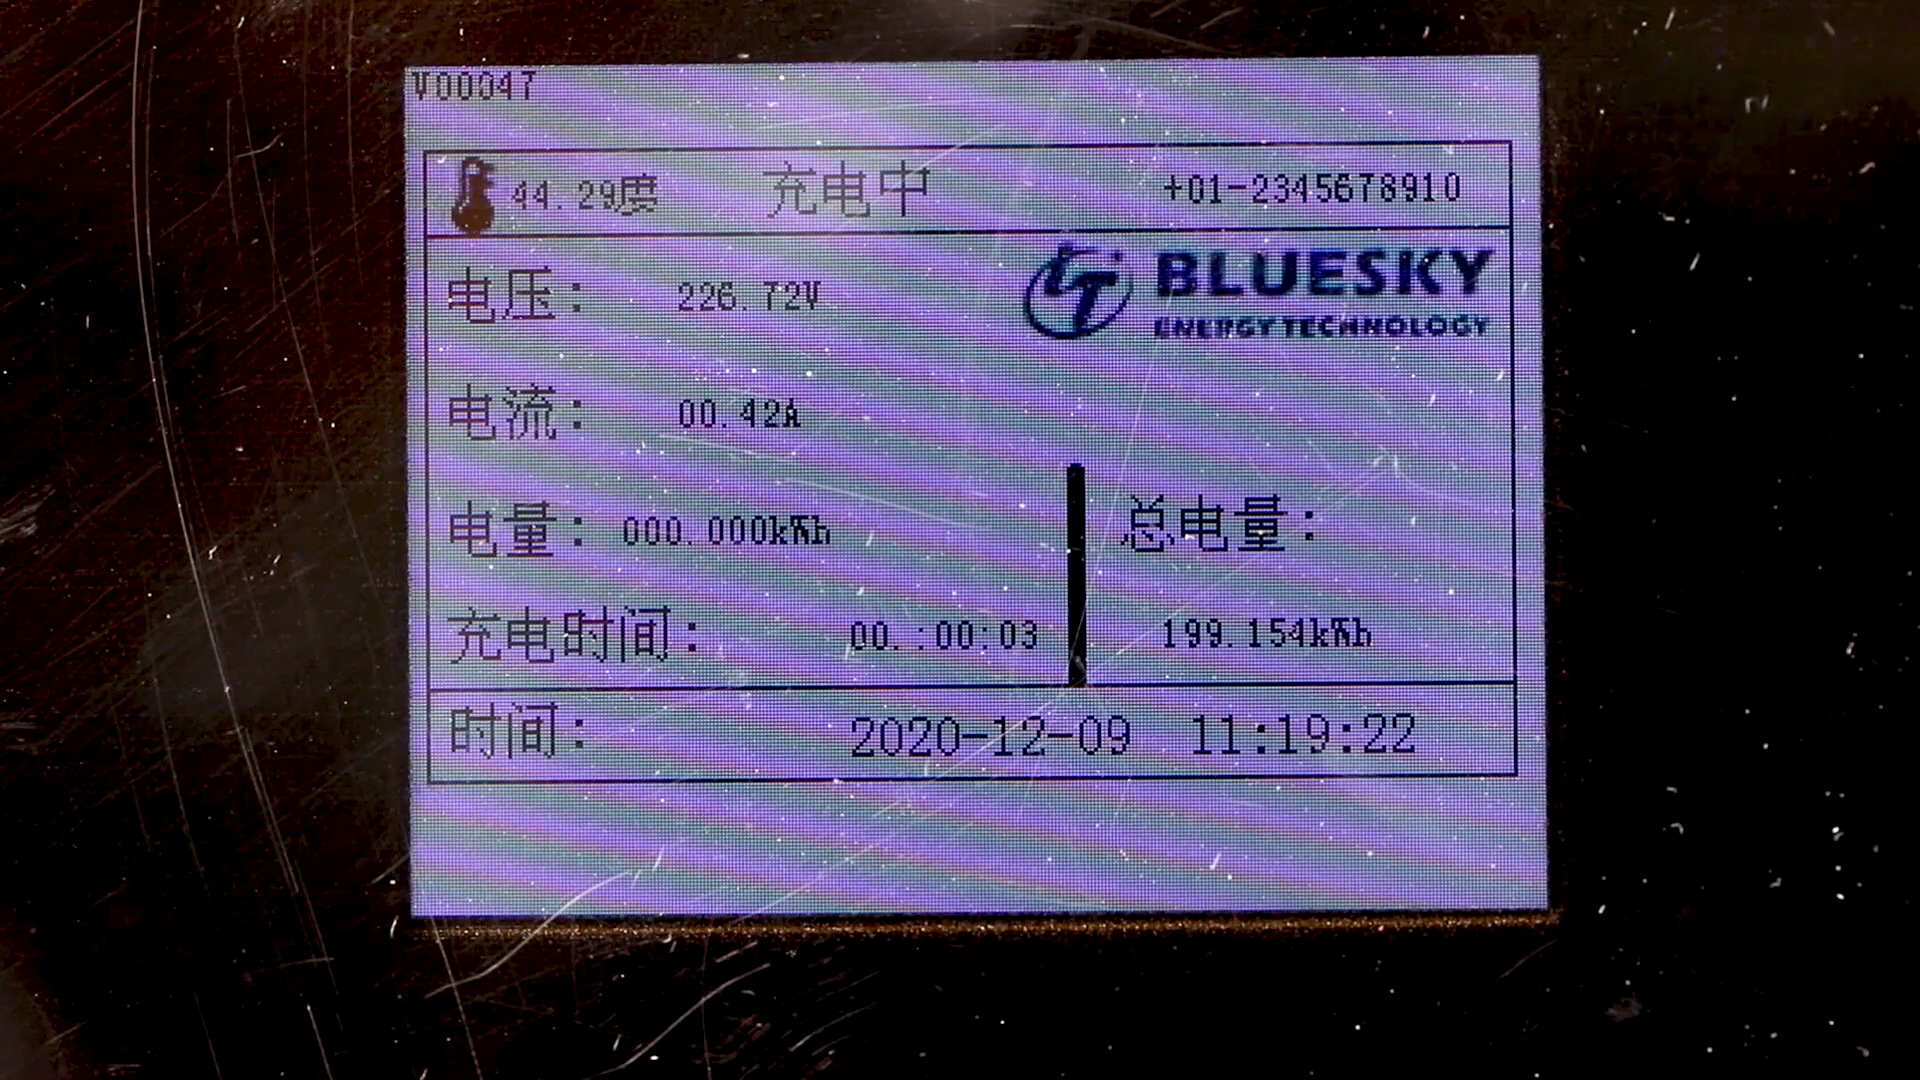 V00047
44.29度 充电中 +01-2345678910
BLUESKY
ENERGY TECHNOLOGY
电压： 226.72V
电流： 00.42A
电量： 000.000kWh 总电量：
充电时间： 00.:00:03 199.154kWh
时间： 2020-12-09 11:19:22